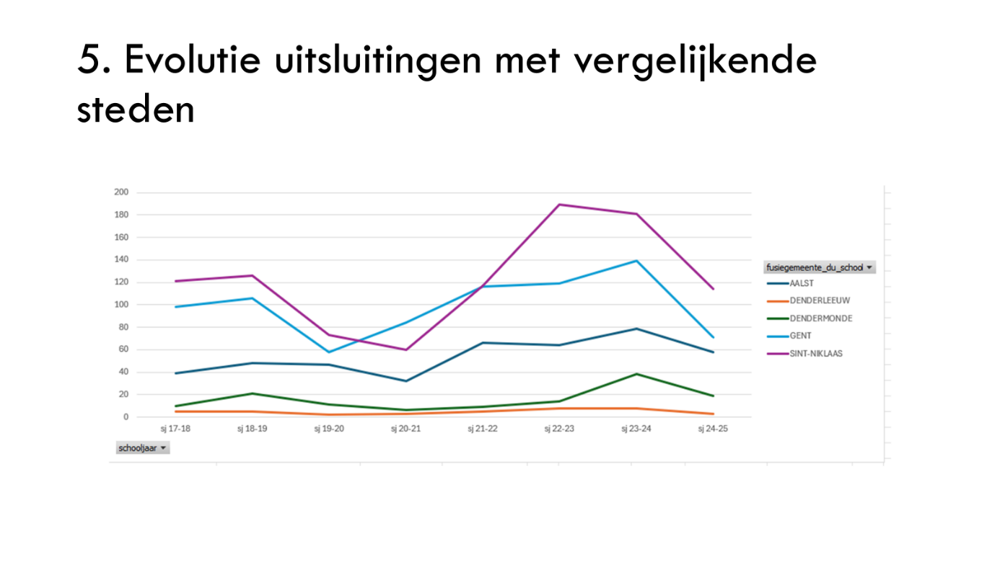 5. Evolutie uitsluitingen met vergelijkende
steden
200
180
160
140
120
100
80
60
40
20
0
sj 17-18 sj 18-19 sj 19-20 sj 20-21 sj 21-22 sj 22-23 sj 23-24 sj 24-25
schooljaar
fusiegemeente_du_school
AALST
DENDERLEEUW
DENDERMONDE
GENT
SINT-NIKLAAS